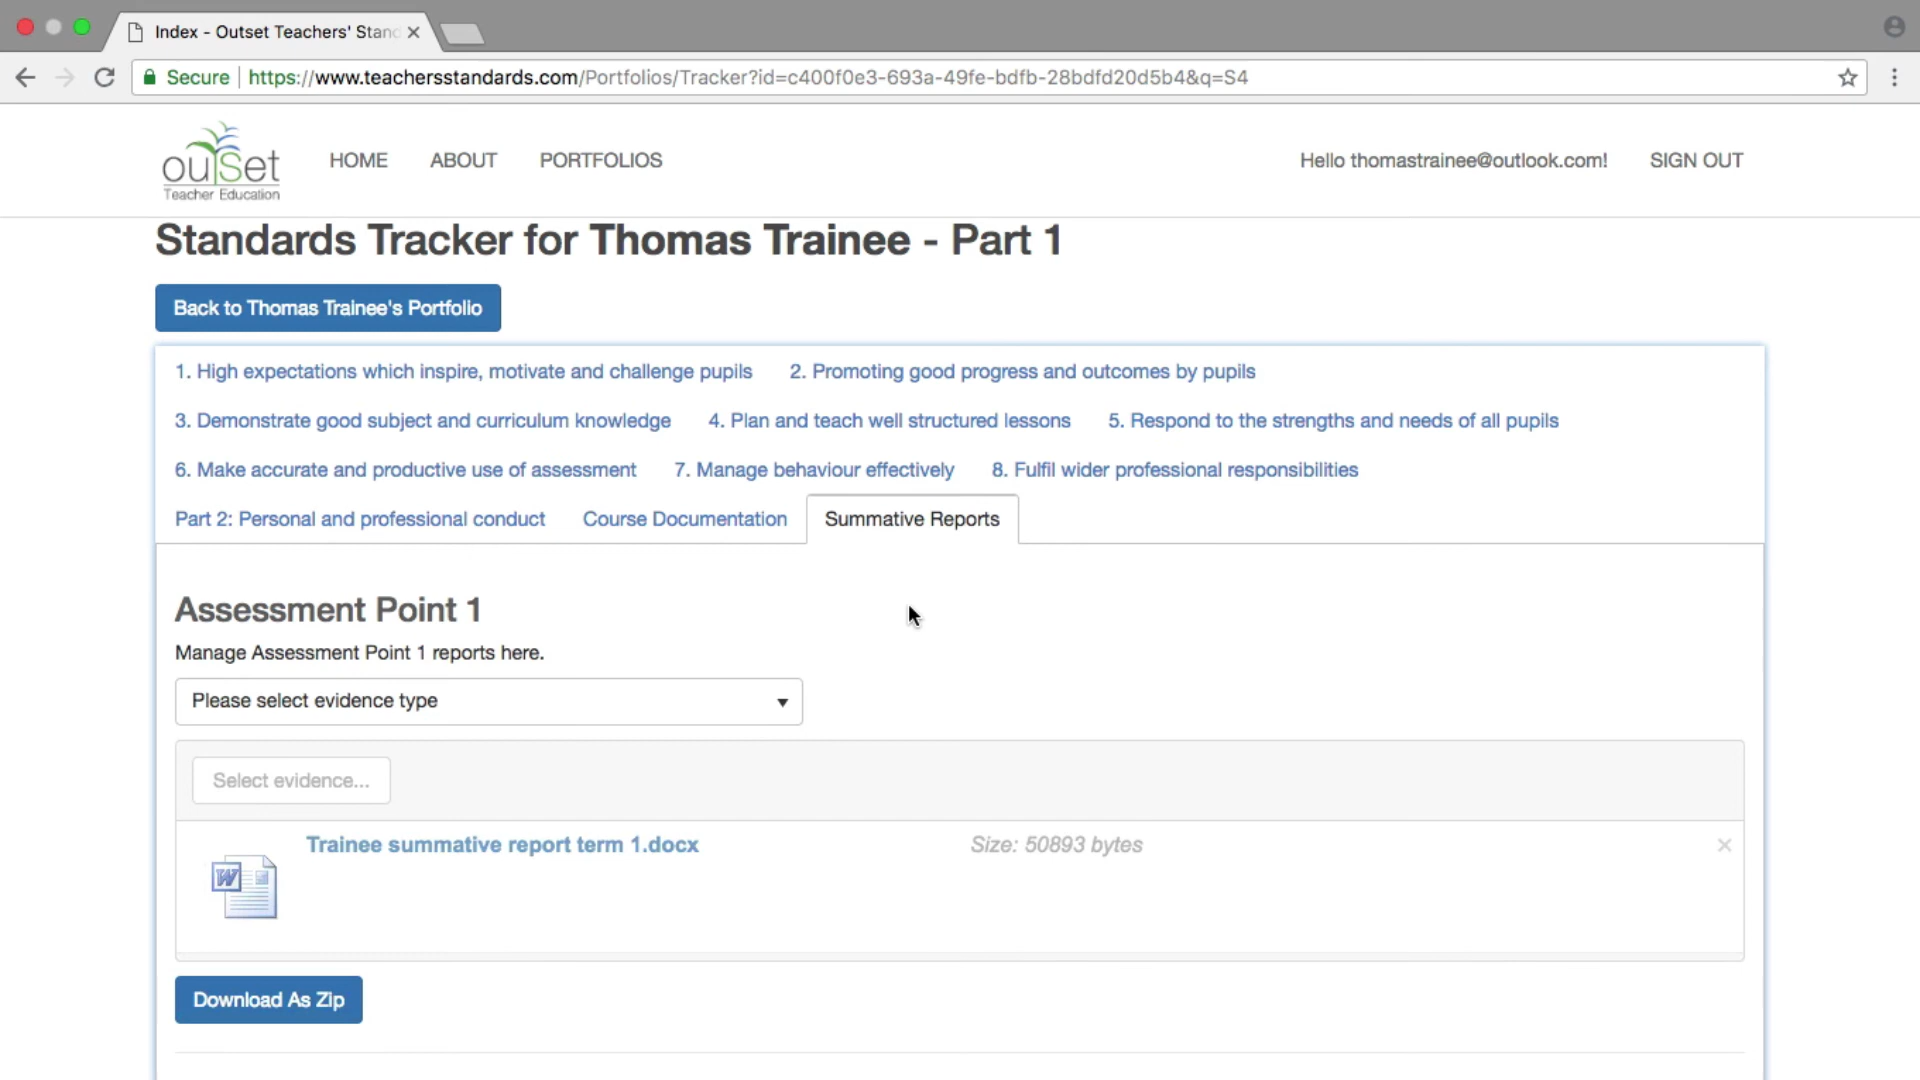 Index - Outset Teachers' Stand
Secure https://www.teachersstandards.com/Portfolios/Tracker?id=c400f0e3-693a-49fe-bdfb-28bdfd20d5b4&q=S4
outset
Teacher Education
HOME ABOUT PORTFOLIOS Hello thomastrainee@outlook.com! SIGN OUT
Standards Tracker for Thomas Trainee - Part 1
Back to Thomas Trainee's Portfolio
1. High expectations which inspire, motivate and challenge pupils 2. Promoting good progress and outcomes by pupils
3. Demonstrate good subject and curriculum knowledge 4. Plan and teach well structured lessons 5. Respond to the strengths and needs of all pupils
6. Make accurate and productive use of assessment 7. Manage behaviour effectively 8. Fulfil wider professional responsibilities
Part 2: Personal and professional conduct Course Documentation Summative Reports
Assessment Point 1
Manage Assessment Point 1 reports here.
Please select evidence type
Select evidence...
Trainee summative report term 1.docx Size: 50893 bytes
W
Download As Zip